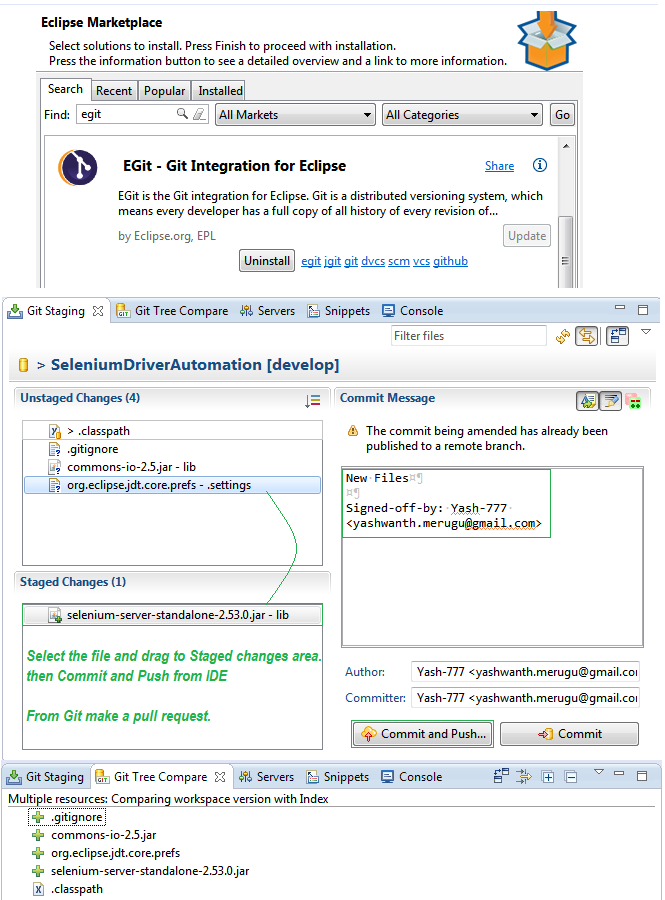 Eclipse Marketplace
Select solutions to install. Press Finish to proceed with installation.
Press the information button to see a detailed overview and a link to more information.
Search Recent Popular Installed
Find: egit All Markets All Categories Go
EGit - Git Integration for Eclipse Share
EGit is the Git integration for Eclipse. Git is a distributed versioning system, which
means every developer has a full copy of all history of every revision of...
by Eclipse.org, EPL Update
Uninstall egit jgit git dvcs scm vcs github
Git Staging Git Tree Compare Servers Snippets Console
Filter files
> SeleniumDriverAutomation [develop]
Unstaged Changes (4)
> .classpath
.gitignore
commons-io-2.5.jar - lib
org.eclipse.jdt.core.prefs - .settings
Staged Changes (1)
selenium-server-standalone-2.53.0.jar - lib
Select the file and drag to Staged changes area.
then Commit and Push from IDE
From Git make a pull request.
Commit Message
The commit being amended has already been
published to a remote branch.
New·Files¤¶
¤¶
Signed-off-by:·Yash-777·
<yashwanth.merugu@gmail.com>
Author: Yash-777 <yashwanth.merugu@gmail.co
Committer: Yash-777 <yashwanth.merugu@gmail.co
Commit and Push... Commit
Git Staging Git Tree Compare Servers Snippets Console
Multiple resources: Comparing workspace version with Index
.gitignore
commons-io-2.5.jar
org.eclipse.jdt.core.prefs
selenium-server-standalone-2.53.0.jar
.classpath